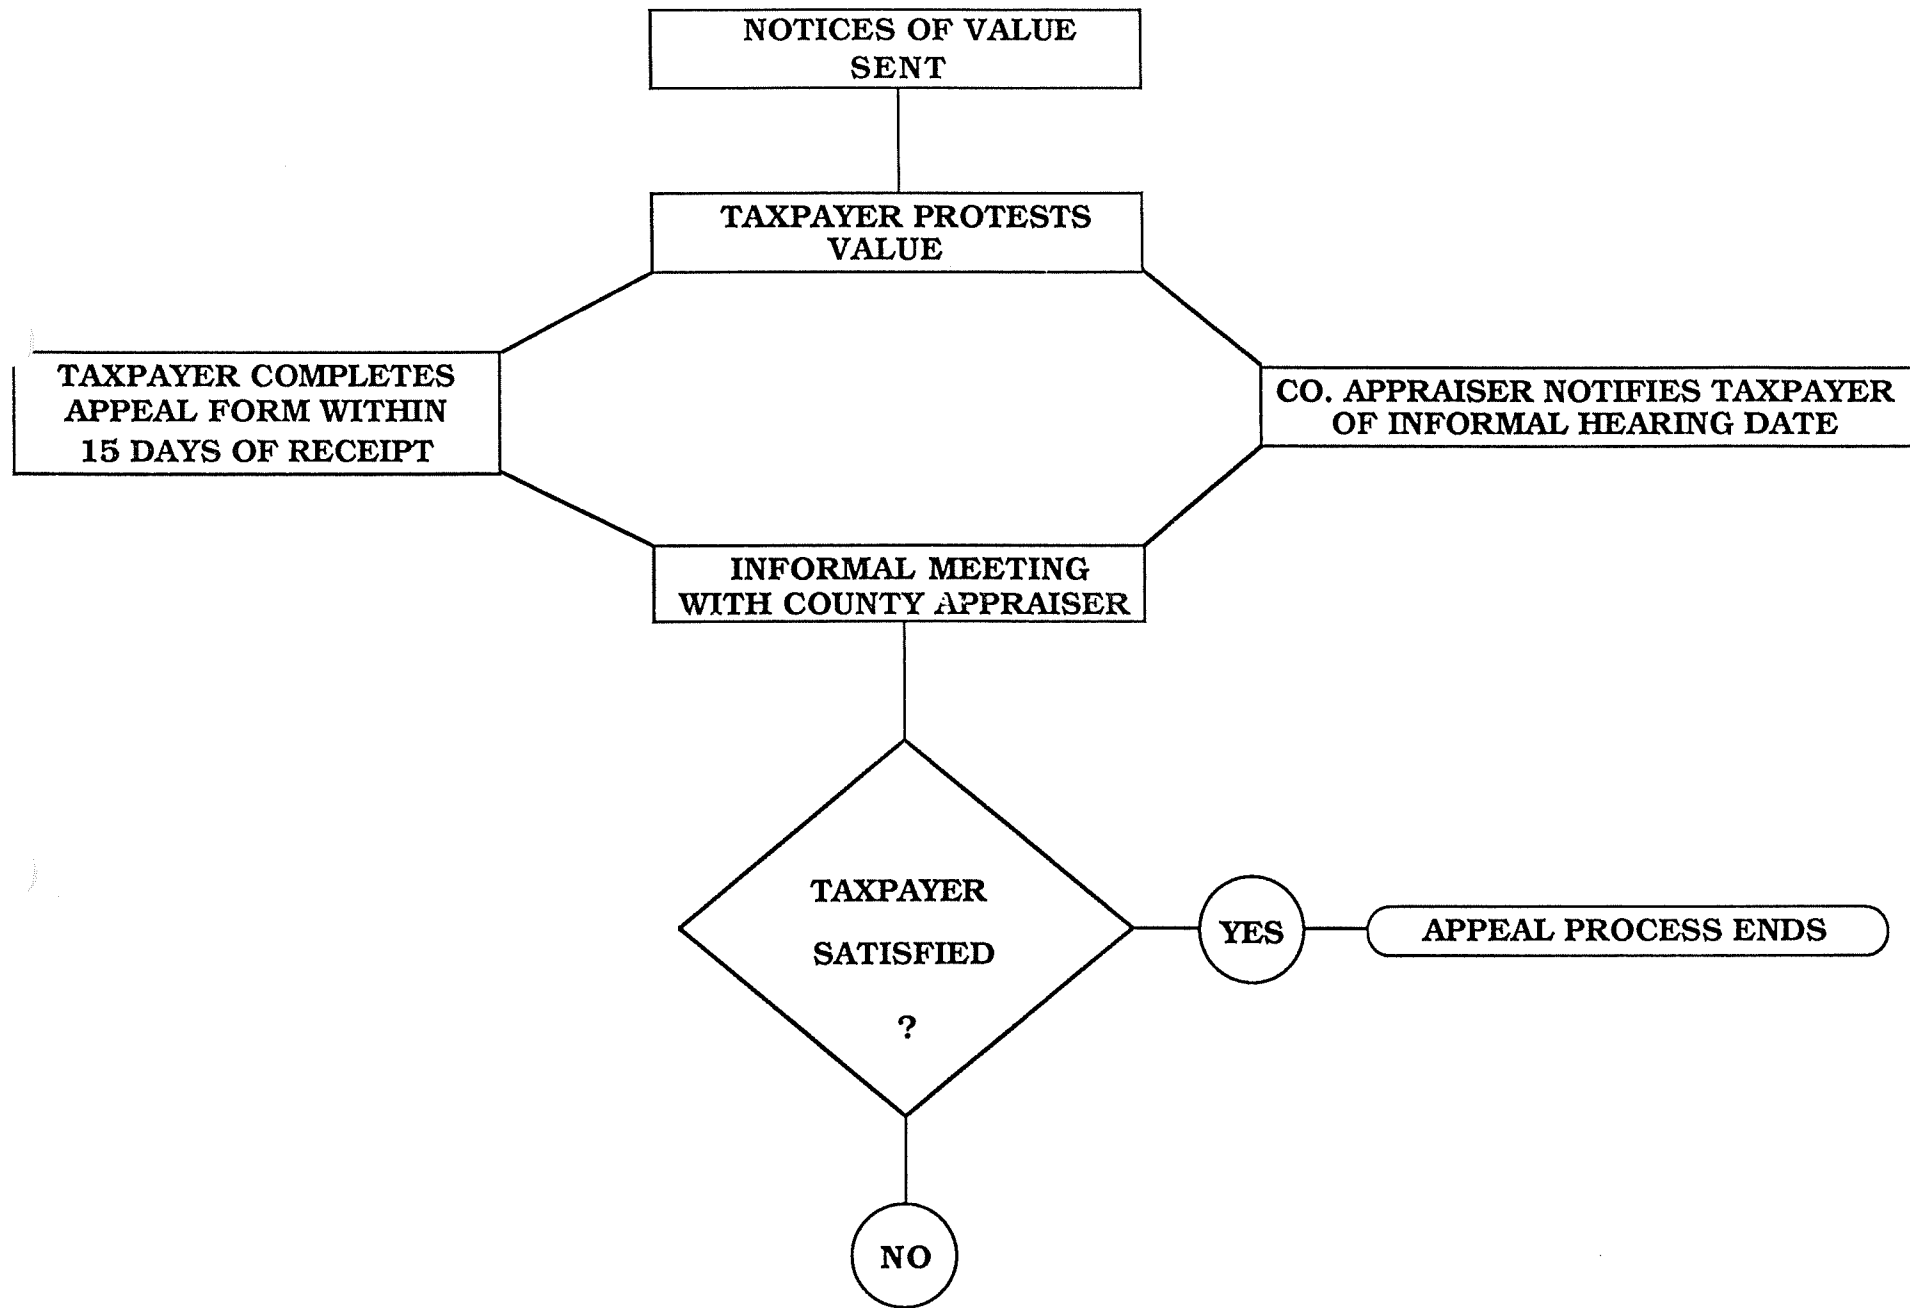 NOTICES OF VALUE
SENT
TAXPAYER PROTESTS
VALUE
TAXPAYER COMPLETES
APPEAL FORM WITHIN
15 DAYS OF RECEIPT
CO. APPRAISER NOTIFIES TAXPAYER
OF INFORMAL HEARING DATE
INFORMAL MEETING
WITH COUNTY APPRAISER
TAXPAYER
SATISFIED
?
YES
APPEAL PROCESS ENDS
NO